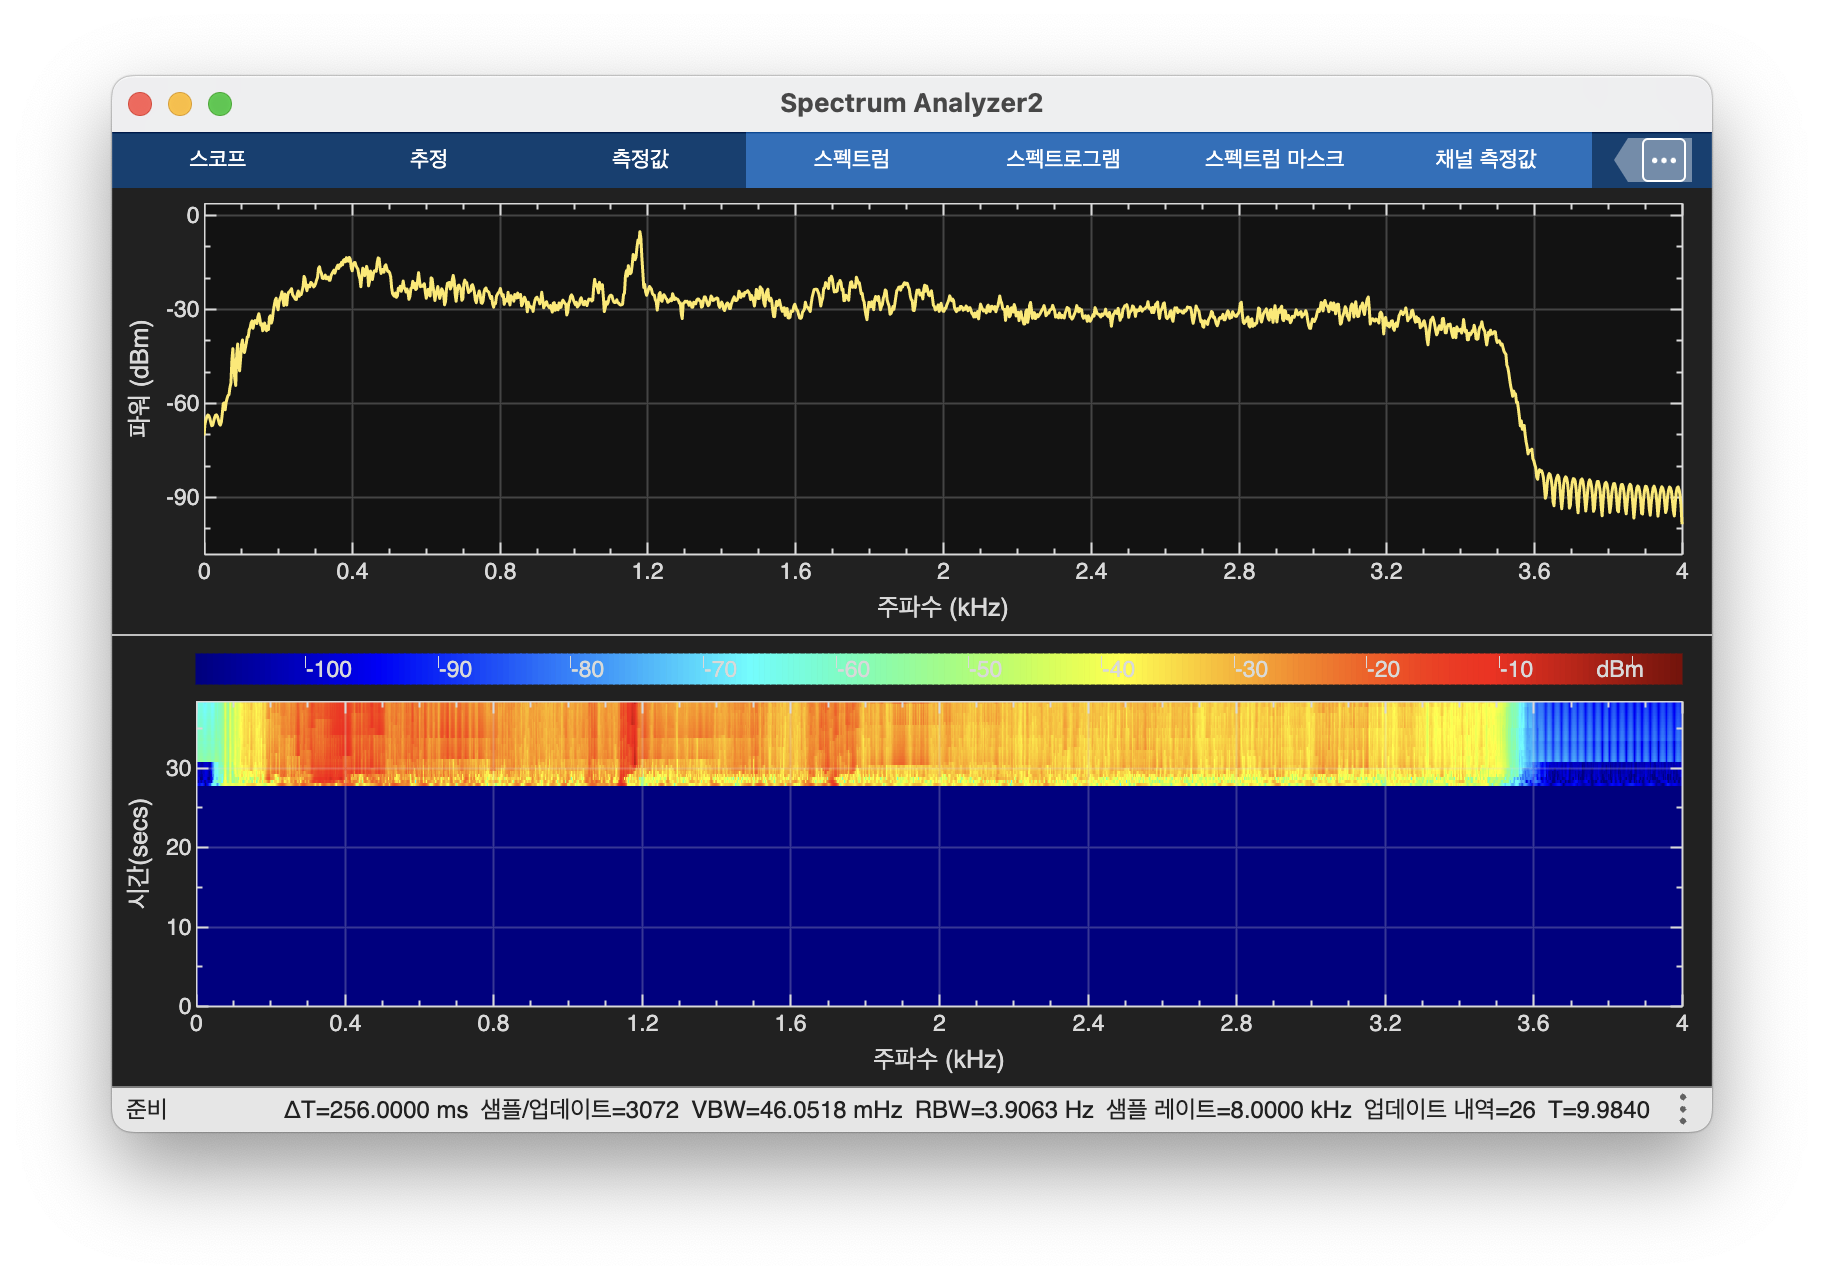 Spectrum Analyzer2
스코프 추정 측정값 스펙트럼 스펙트로그램 스펙트럼 마스크 채널 측정값
0
-30
-60
-90
파워 (dBm)
0 0.4 0.8 1.2 1.6 2 2.4 2.8 3.2 3.6 4
주파수 (kHz)
-100 -90 -80 -70 -60 -50 -40 -30 -20 -10 dBm
30
20
10
0
시간(secs)
0 0.4 0.8 1.2 1.6 2 2.4 2.8 3.2 3.6 4
주파수 (kHz)
준비 ΔT=256.0000 ms 샘플/업데이트=3072 VBW=46.0518 mHz RBW=3.9063 Hz 샘플 레이트=8.0000 kHz 업데이트 내역=26 T=9.9840